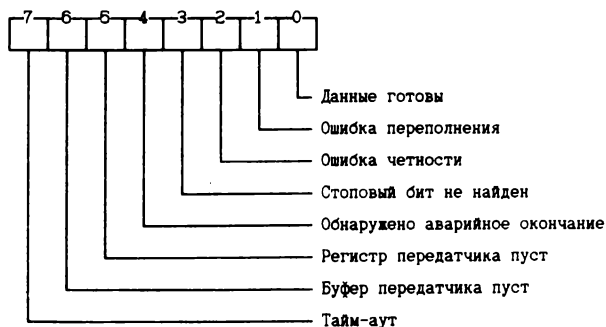 7 6 5 4 3 2 1 0
Данные готовы
Ошибка переполнения
Ошибка четности
Стоповый бит не найден
Обнаружено аварийное окончание
Регистр передатчика пуст
Буфер передатчика пуст
Тайм-аут